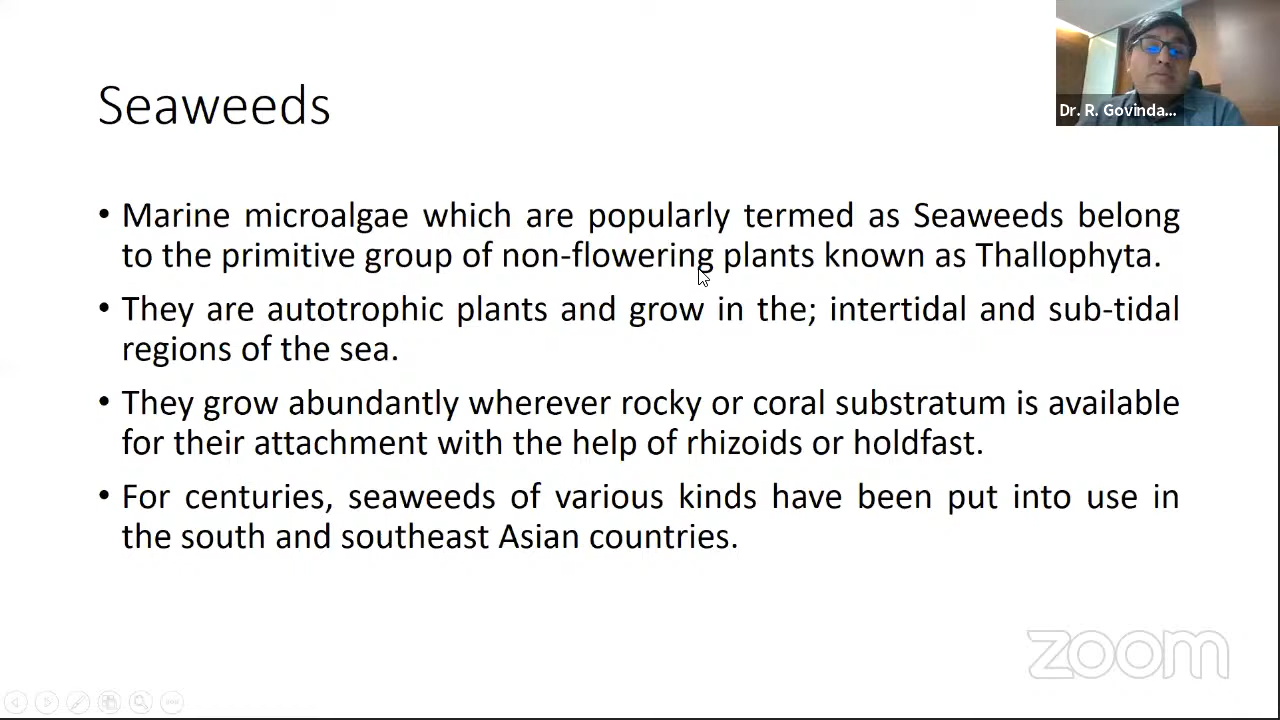 Seaweeds
Dr. R. Govinda...
• Marine microalgae which are popularly termed as Seaweeds belong
to the primitive group of non-flowering plants known as Thallophyta.
• They are autotrophic plants and grow in the; intertidal and sub-tidal
regions of the sea.
• They grow abundantly wherever rocky or coral substratum is available
for their attachment with the help of rhizoids or holdfast.
• For centuries, seaweeds of various kinds have been put into use in
the south and southeast Asian countries.
zoom